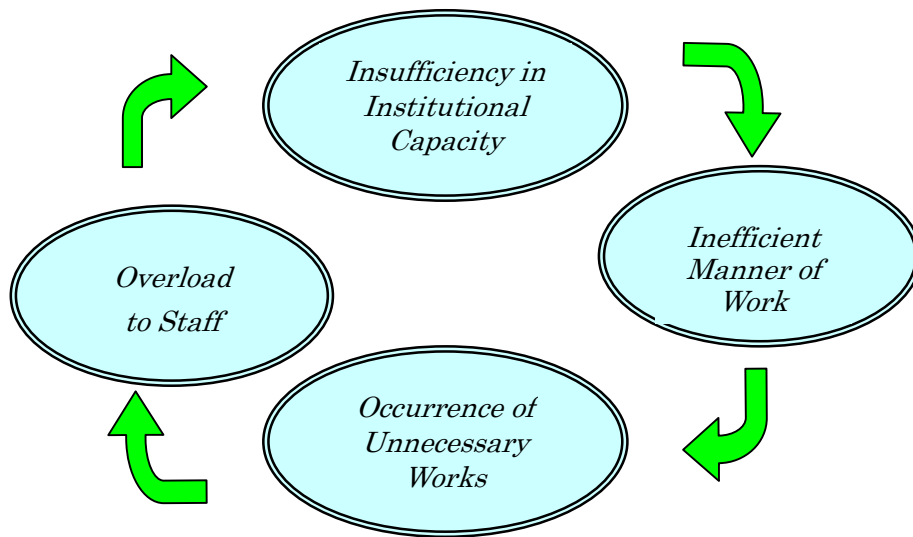 Insufficiency in
Institutional
Capacity
Inefficient
Manner of
Work
Occurrence of
Unnecessary
Works
Overload
to Staff